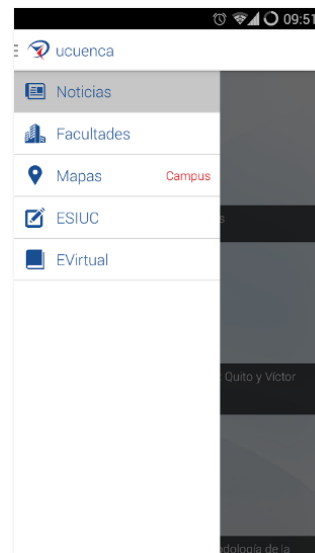 09:51
ucuenca
Noticias
Facultades
Mapas Campus
ESIUC
EVirtual
s
Quito y Víctor
dología de la